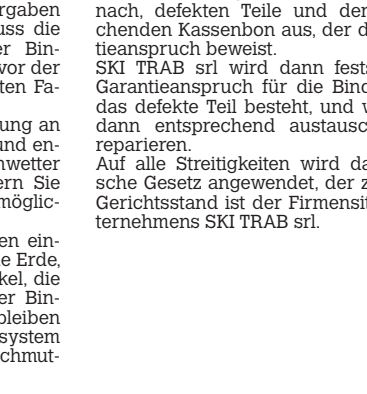 rgaben
uss die
er Bin-
vor der
ten Fa-
ung an
und en-
nwetter
ern Sie
möglic-
en ein-
e Erde,
kel, die
er Bin-
bleiben
system
chmut-
nach, defekten Teile und der
chenden Kassenbon aus, der d
tieanspruch beweist.
SKI TRAB srl wird dann fests
Garantieanspruch für die Bind
das defekte Teil besteht, und w
dann entsprechend austausc
reparieren.
Auf alle Streitigkeiten wird da
sche Gesetz angewendet, der z
Gerichtsstand ist der Firmensit
ternehmens SKI TRAB srl.